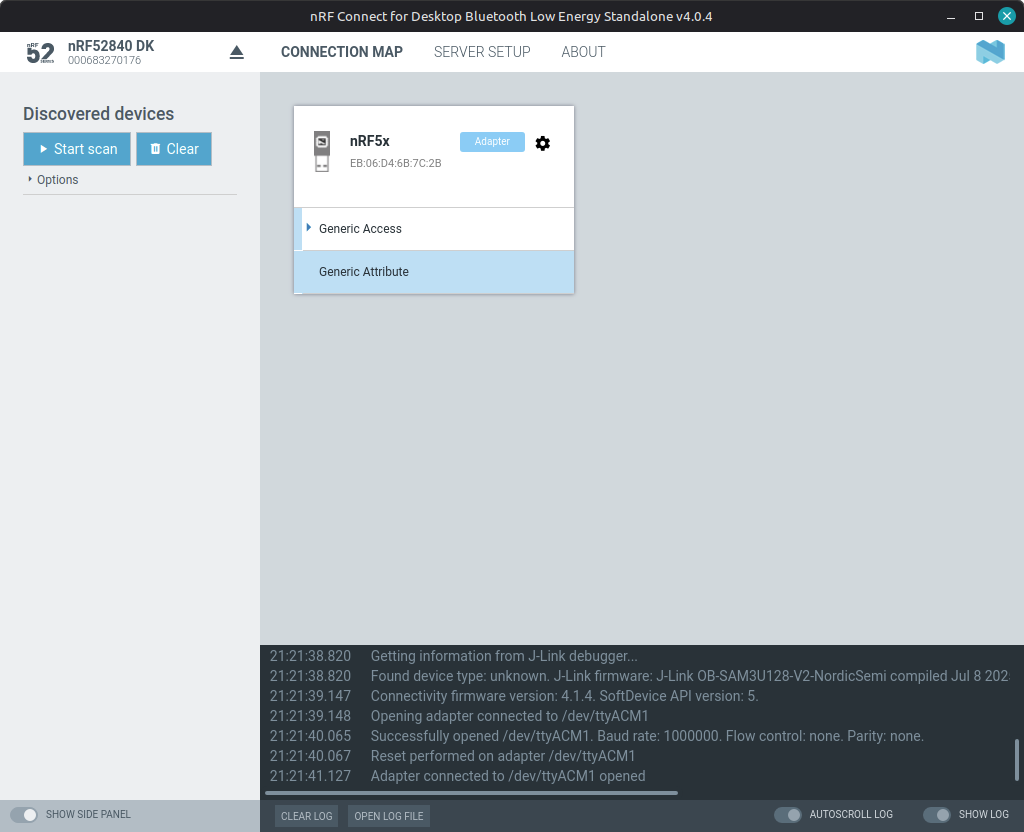 nRF Connect for Desktop Bluetooth Low Energy Standalone v4.0.4
nRF52840 DK
000683270176
CONNECTION MAP
SERVER SETUP
ABOUT
Discovered devices
Start scan
Clear
Options
nRF5x
Adapter
EB:06:D4:6B:7C:2B
Generic Access
Generic Attribute
21:21:38.820 Getting information from J-Link debugger...
21:21:38.820 Found device type: unknown. J-Link firmware: J-Link OB-SAM3U128-V2-NordicSemi compiled Jul 8 202
21:21:39.147 Connectivity firmware version: 4.1.4. SoftDevice API version: 5.
21:21:39.148 Opening adapter connected to /dev/ttyACM1
21:21:40.065 Successfully opened /dev/ttyACM1. Baud rate: 1000000. Flow control: none. Parity: none.
21:21:40.067 Reset performed on adapter /dev/ttyACM1
21:21:41.127 Adapter connected to /dev/ttyACM1 opened
SHOW SIDE PANEL
CLEAR LOG
OPEN LOG FILE
AUTOSCROLL LOG
SHOW LOG